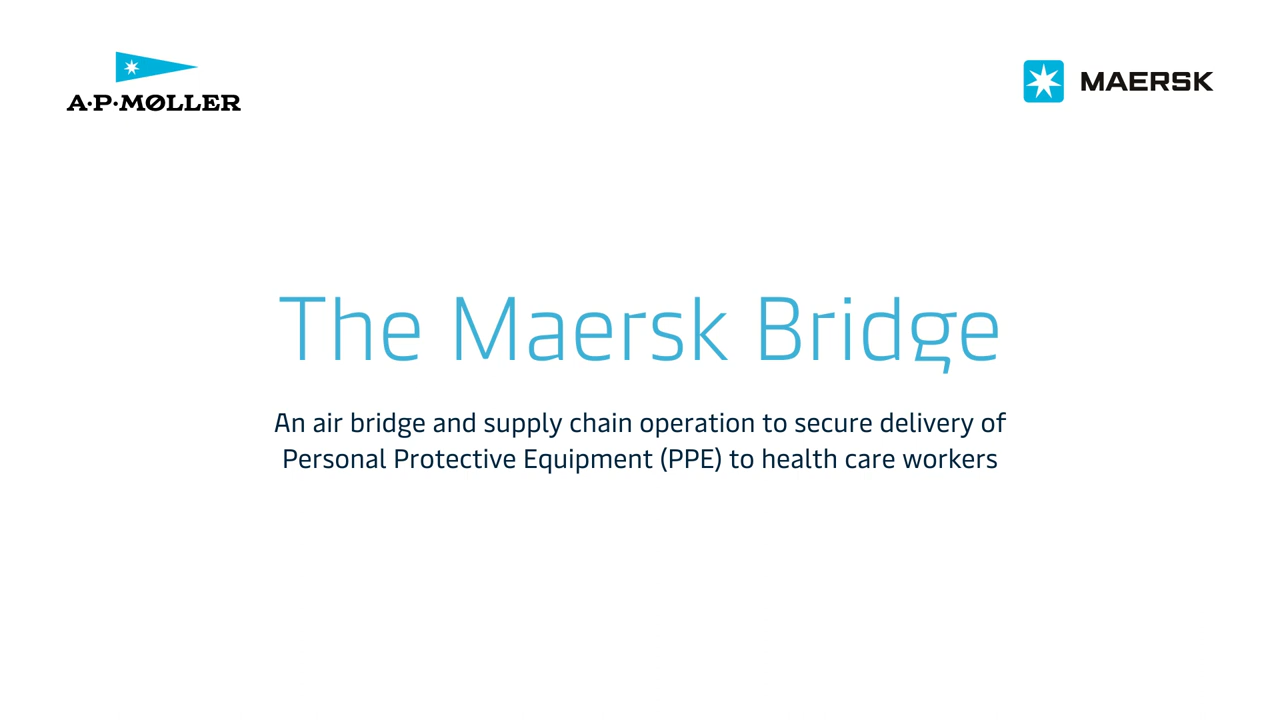 A·P·MØLLER
MAERSK
The Maersk Bridge
An air bridge and supply chain operation to secure delivery of
Personal Protective Equipment (PPE) to health care workers